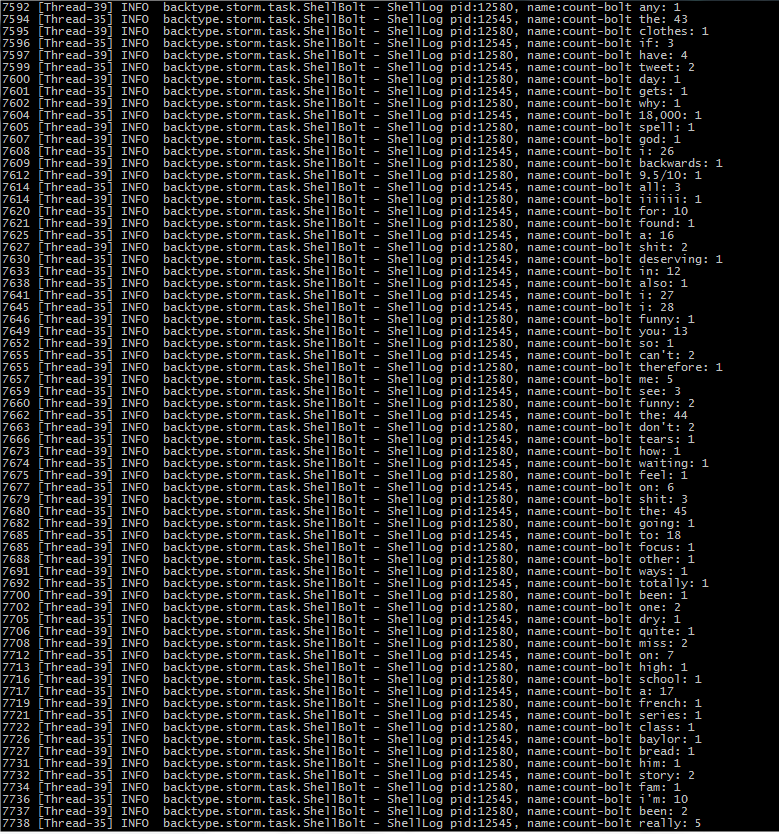 7592 [Thread-39] INFO  backtype.storm.task.ShellBolt - ShellLog pid:12580, name:count-bolt any: 1
7594 [Thread-35] INFO  backtype.storm.task.ShellBolt - ShellLog pid:12545, name:count-bolt the: 43
7595 [Thread-39] INFO  backtype.storm.task.ShellBolt - ShellLog pid:12580, name:count-bolt clothes: 1
7596 [Thread-35] INFO  backtype.storm.task.ShellBolt - ShellLog pid:12545, name:count-bolt if: 3
7597 [Thread-39] INFO  backtype.storm.task.ShellBolt - ShellLog pid:12580, name:count-bolt have: 4
7599 [Thread-35] INFO  backtype.storm.task.ShellBolt - ShellLog pid:12545, name:count-bolt tweet: 2
7600 [Thread-39] INFO  backtype.storm.task.ShellBolt - ShellLog pid:12580, name:count-bolt day: 1
7601 [Thread-35] INFO  backtype.storm.task.ShellBolt - ShellLog pid:12545, name:count-bolt gets: 1
7602 [Thread-39] INFO  backtype.storm.task.ShellBolt - ShellLog pid:12580, name:count-bolt why: 1
7604 [Thread-35] INFO  backtype.storm.task.ShellBolt - ShellLog pid:12545, name:count-bolt 18,000: 1
7605 [Thread-39] INFO  backtype.storm.task.ShellBolt - ShellLog pid:12580, name:count-bolt spell: 1
7607 [Thread-39] INFO  backtype.storm.task.ShellBolt - ShellLog pid:12580, name:count-bolt god: 1
7608 [Thread-35] INFO  backtype.storm.task.ShellBolt - ShellLog pid:12545, name:count-bolt i: 26
7609 [Thread-39] INFO  backtype.storm.task.ShellBolt - ShellLog pid:12580, name:count-bolt backwards: 1
7612 [Thread-39] INFO  backtype.storm.task.ShellBolt - ShellLog pid:12580, name:count-bolt 9.5/10: 1
7614 [Thread-35] INFO  backtype.storm.task.ShellBolt - ShellLog pid:12545, name:count-bolt all: 3
7614 [Thread-39] INFO  backtype.storm.task.ShellBolt - ShellLog pid:12580, name:count-bolt iiiiii: 1
7620 [Thread-35] INFO  backtype.storm.task.ShellBolt - ShellLog pid:12545, name:count-bolt for: 10
7621 [Thread-39] INFO  backtype.storm.task.ShellBolt - ShellLog pid:12580, name:count-bolt found: 1
7625 [Thread-35] INFO  backtype.storm.task.ShellBolt - ShellLog pid:12545, name:count-bolt a: 16
7627 [Thread-39] INFO  backtype.storm.task.ShellBolt - ShellLog pid:12580, name:count-bolt shit: 2
7630 [Thread-35] INFO  backtype.storm.task.ShellBolt - ShellLog pid:12545, name:count-bolt deserving: 1
7633 [Thread-35] INFO  backtype.storm.task.ShellBolt - ShellLog pid:12545, name:count-bolt in: 12
7638 [Thread-35] INFO  backtype.storm.task.ShellBolt - ShellLog pid:12545, name:count-bolt also: 1
7641 [Thread-35] INFO  backtype.storm.task.ShellBolt - ShellLog pid:12545, name:count-bolt i: 27
7645 [Thread-35] INFO  backtype.storm.task.ShellBolt - ShellLog pid:12545, name:count-bolt i: 28
7646 [Thread-39] INFO  backtype.storm.task.ShellBolt - ShellLog pid:12580, name:count-bolt funny: 1
7649 [Thread-35] INFO  backtype.storm.task.ShellBolt - ShellLog pid:12545, name:count-bolt you: 13
7652 [Thread-39] INFO  backtype.storm.task.ShellBolt - ShellLog pid:12580, name:count-bolt so: 1
7655 [Thread-35] INFO  backtype.storm.task.ShellBolt - ShellLog pid:12545, name:count-bolt can't: 2
7655 [Thread-39] INFO  backtype.storm.task.ShellBolt - ShellLog pid:12580, name:count-bolt therefore: 1
7657 [Thread-39] INFO  backtype.storm.task.ShellBolt - ShellLog pid:12580, name:count-bolt me: 5
7659 [Thread-35] INFO  backtype.storm.task.ShellBolt - ShellLog pid:12545, name:count-bolt see: 3
7660 [Thread-39] INFO  backtype.storm.task.ShellBolt - ShellLog pid:12580, name:count-bolt funny: 2
7662 [Thread-35] INFO  backtype.storm.task.ShellBolt - ShellLog pid:12545, name:count-bolt the: 44
7663 [Thread-39] INFO  backtype.storm.task.ShellBolt - ShellLog pid:12580, name:count-bolt don't: 2
7666 [Thread-35] INFO  backtype.storm.task.ShellBolt - ShellLog pid:12545, name:count-bolt tears: 1
7673 [Thread-39] INFO  backtype.storm.task.ShellBolt - ShellLog pid:12580, name:count-bolt how: 1
7674 [Thread-35] INFO  backtype.storm.task.ShellBolt - ShellLog pid:12545, name:count-bolt waiting: 1
7675 [Thread-39] INFO  backtype.storm.task.ShellBolt - ShellLog pid:12580, name:count-bolt feel: 1
7677 [Thread-35] INFO  backtype.storm.task.ShellBolt - ShellLog pid:12545, name:count-bolt on: 6
7679 [Thread-39] INFO  backtype.storm.task.ShellBolt - ShellLog pid:12580, name:count-bolt shit: 3
7680 [Thread-35] INFO  backtype.storm.task.ShellBolt - ShellLog pid:12545, name:count-bolt the: 45
7682 [Thread-39] INFO  backtype.storm.task.ShellBolt - ShellLog pid:12580, name:count-bolt going: 1
7685 [Thread-35] INFO  backtype.storm.task.ShellBolt - ShellLog pid:12545, name:count-bolt to: 18
7685 [Thread-39] INFO  backtype.storm.task.ShellBolt - ShellLog pid:12580, name:count-bolt focus: 1
7688 [Thread-39] INFO  backtype.storm.task.ShellBolt - ShellLog pid:12580, name:count-bolt other: 1
7691 [Thread-39] INFO  backtype.storm.task.ShellBolt - ShellLog pid:12580, name:count-bolt ways: 1
7692 [Thread-35] INFO  backtype.storm.task.ShellBolt - ShellLog pid:12545, name:count-bolt totally: 1
7700 [Thread-39] INFO  backtype.storm.task.ShellBolt - ShellLog pid:12580, name:count-bolt been: 1
7702 [Thread-39] INFO  backtype.storm.task.ShellBolt - ShellLog pid:12580, name:count-bolt one: 2
7705 [Thread-35] INFO  backtype.storm.task.ShellBolt - ShellLog pid:12545, name:count-bolt dry: 1
7706 [Thread-39] INFO  backtype.storm.task.ShellBolt - ShellLog pid:12580, name:count-bolt quite: 1
7708 [Thread-39] INFO  backtype.storm.task.ShellBolt - ShellLog pid:12580, name:count-bolt miss: 2
7712 [Thread-35] INFO  backtype.storm.task.ShellBolt - ShellLog pid:12545, name:count-bolt on: 7
7713 [Thread-39] INFO  backtype.storm.task.ShellBolt - ShellLog pid:12580, name:count-bolt high: 1
7716 [Thread-35] INFO  backtype.storm.task.ShellBolt - ShellLog pid:12545, name:count-bolt school: 1
7717 [Thread-35] INFO  backtype.storm.task.ShellBolt - ShellLog pid:12545, name:count-bolt a: 17
7719 [Thread-39] INFO  backtype.storm.task.ShellBolt - ShellLog pid:12580, name:count-bolt french: 1
7721 [Thread-35] INFO  backtype.storm.task.ShellBolt - ShellLog pid:12545, name:count-bolt series: 1
7722 [Thread-39] INFO  backtype.storm.task.ShellBolt - ShellLog pid:12580, name:count-bolt class: 1
7726 [Thread-35] INFO  backtype.storm.task.ShellBolt - ShellLog pid:12545, name:count-bolt baylor: 1
7727 [Thread-39] INFO  backtype.storm.task.ShellBolt - ShellLog pid:12580, name:count-bolt bread: 1
7731 [Thread-39] INFO  backtype.storm.task.ShellBolt - ShellLog pid:12580, name:count-bolt him: 1
7732 [Thread-35] INFO  backtype.storm.task.ShellBolt - ShellLog pid:12545, name:count-bolt story: 2
7734 [Thread-39] INFO  backtype.storm.task.ShellBolt - ShellLog pid:12580, name:count-bolt fam: 1
7736 [Thread-35] INFO  backtype.storm.task.ShellBolt - ShellLog pid:12545, name:count-bolt i'm: 10
7737 [Thread-39] INFO  backtype.storm.task.ShellBolt - ShellLog pid:12580, name:count-bolt been: 2
7738 [Thread-35] INFO  backtype.storm.task.ShellBolt - ShellLog pid:12545, name:count-bolt really: 5